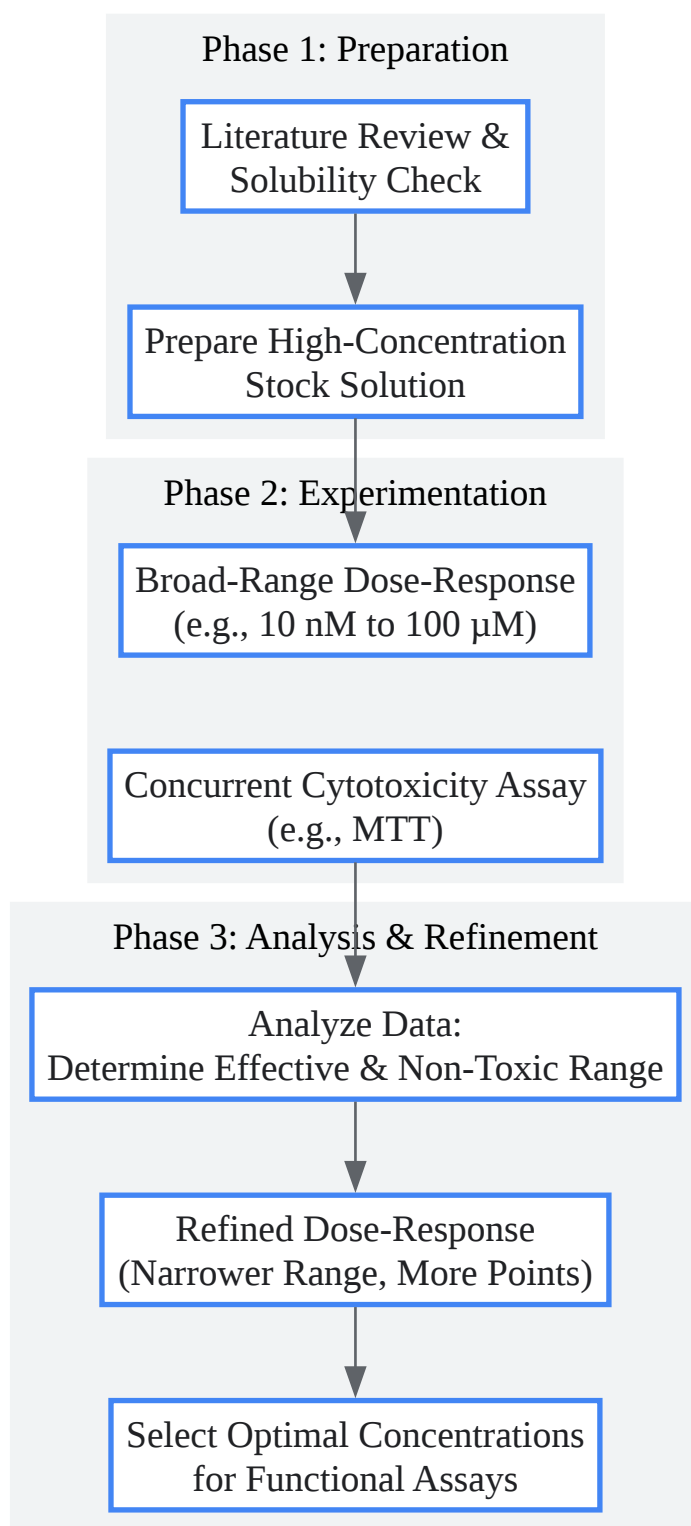 Phase 1: Preparation
Literature Review &
Solubility Check
Prepare High-Concentration
Stock Solution
Phase 2: Experimentation
Broad-Range Dose-Response
(e.g., 10 nM to 100 µM)
Concurrent Cytotoxicity Assay
(e.g., MTT)
Phase 3: Analysis & Refinement
Analyze Data:
Determine Effective & Non-Toxic Range
Refined Dose-Response
(Narrower Range, More Points)
Select Optimal Concentrations
for Functional Assays